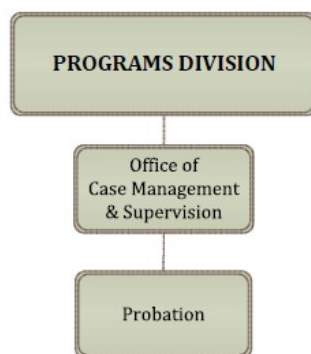 PROGRAMS DIVISION
Office of
Case Management
& Supervision
Probation